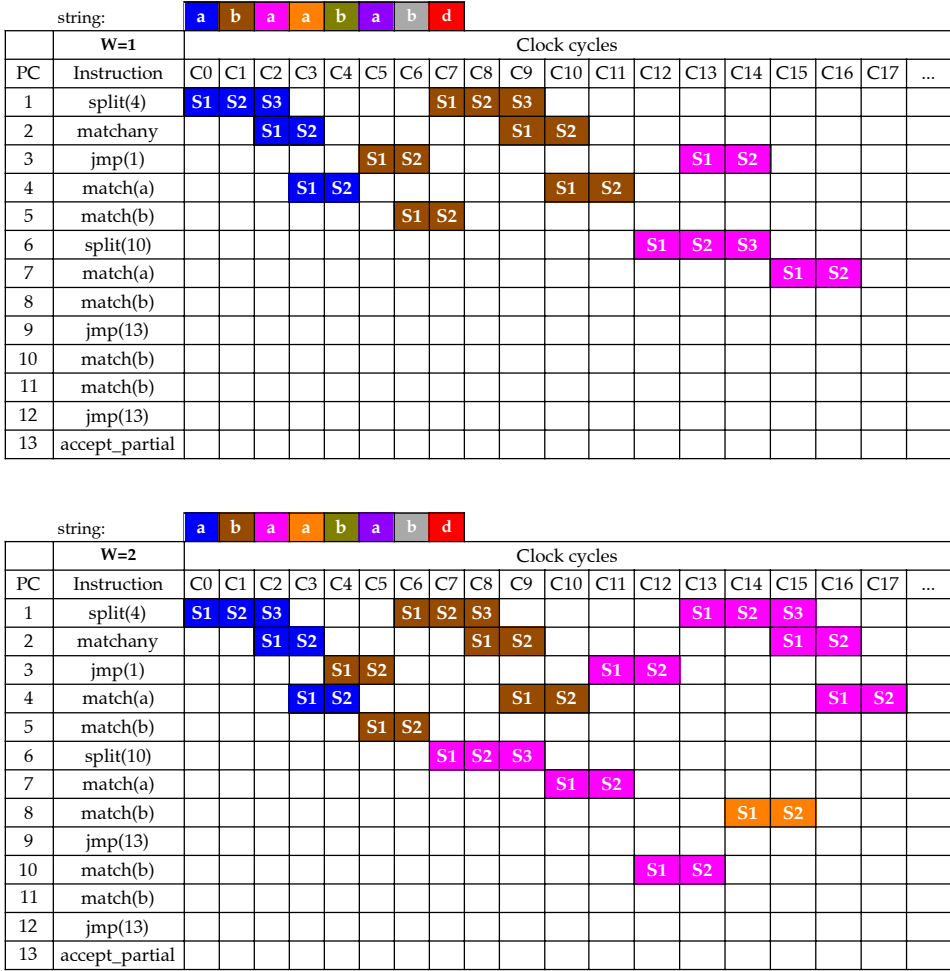 string: a b a a b a b d
W=1 Clock cycles
PC Instruction C0 C1 C2 C3 C4 C5 C6 C7 C8 C9 C10 C11 C12 C13 C14 C15 C16 C17 ...
1 split(4) S1 S2 S3 S1 S2 S3
2 matchany S1 S2 S1 S2
3 jmp(1) S1 S2 S1 S2
4 match(a) S1 S2 S1 S2
5 match(b) S1 S2
6 split(10) S1 S2 S3
7 match(a) S1 S2
8 match(b)
9 jmp(13)
10 match(b)
11 match(b)
12 jmp(13)
13 accept_partial
string: a b a a b a b d
W=2 Clock cycles
PC Instruction C0 C1 C2 C3 C4 C5 C6 C7 C8 C9 C10 C11 C12 C13 C14 C15 C16 C17 ...
1 split(4) S1 S2 S3 S1 S2 S3 S1 S2 S3
2 matchany S1 S2 S1 S2 S1 S2
3 jmp(1) S1 S2 S1 S2
4 match(a) S1 S2 S1 S2 S1 S2
5 match(b) S1 S2
6 split(10) S1 S2 S3
7 match(a) S1 S2
8 match(b) S1 S2
9 jmp(13)
10 match(b) S1 S2
11 match(b)
12 jmp(13)
13 accept_partial